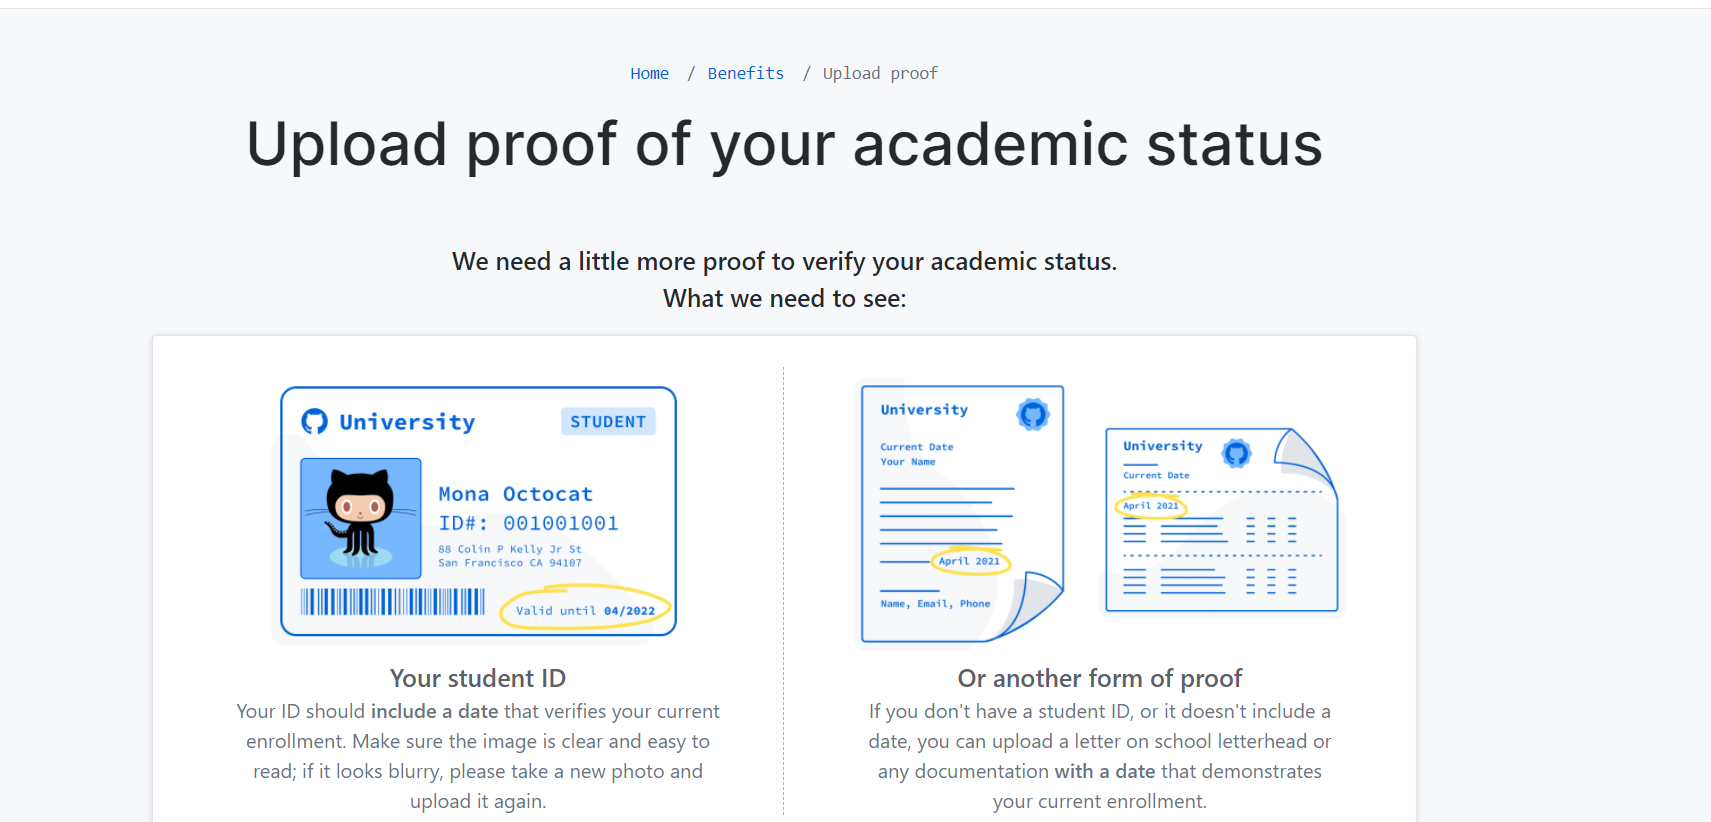 Home / Benefits / Upload proof
Upload proof of your academic status
We need a little more proof to verify your academic status.
What we need to see:
University
STUDENT
Mona Octocat
ID#: 001001001
88 Colin P Kelly Jr St
San Francisco CA 94107
Valid until 04/2022
Your student ID
Your ID should include a date that verifies your current
enrollment. Make sure the image is clear and easy to
read; if it looks blurry, please take a new photo and
upload it again.
University
Current Date
Your Name
April 2021
Name, Email, Phone
University
Current Date
April 2021
Or another form of proof
If you don't have a student ID, or it doesn't include a
date, you can upload a letter on school letterhead or
any documentation with a date that demonstrates
your current enrollment.